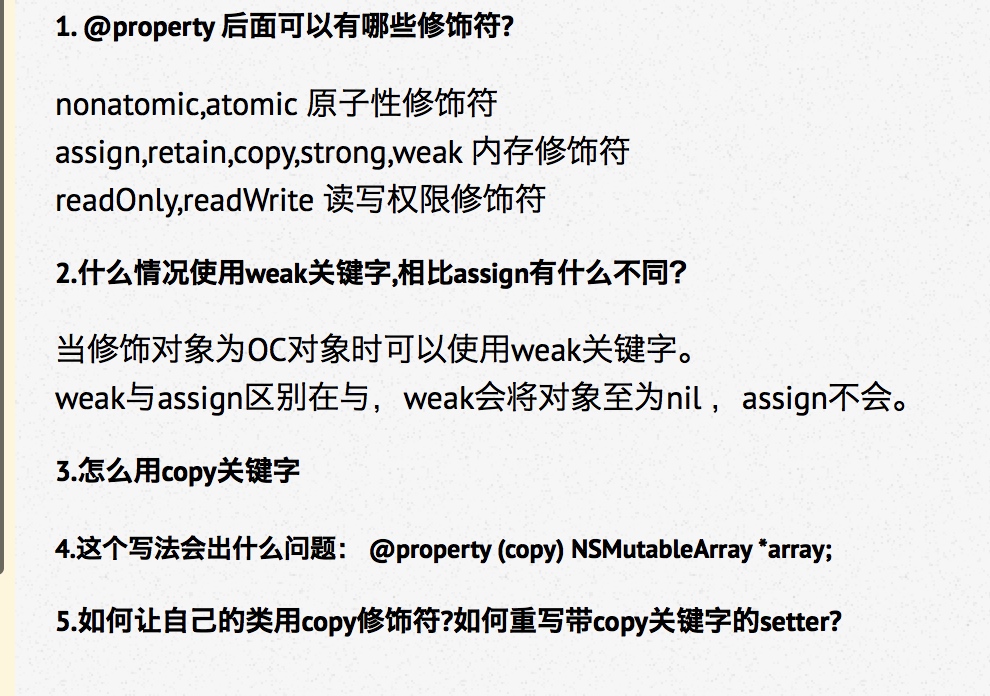 1. @property 后面可以有哪些修饰符?
nonatomic,atomic 原子性修饰符
assign,retain,copy,strong,weak 内存修饰符
readOnly,readWrite 读写权限修饰符
2.什么情况使用weak关键字,相比assign有什么不同?
当修饰对象为OC对象时可以使用weak关键字。
weak与assign区别在与，weak会将对象至为nil ，assign不会。
3.怎么用copy关键字
4.这个写法会出什么问题： @property (copy) NSMutableArray *array;
5.如何让自己的类用copy修饰符?如何重写带copy关键字的setter?